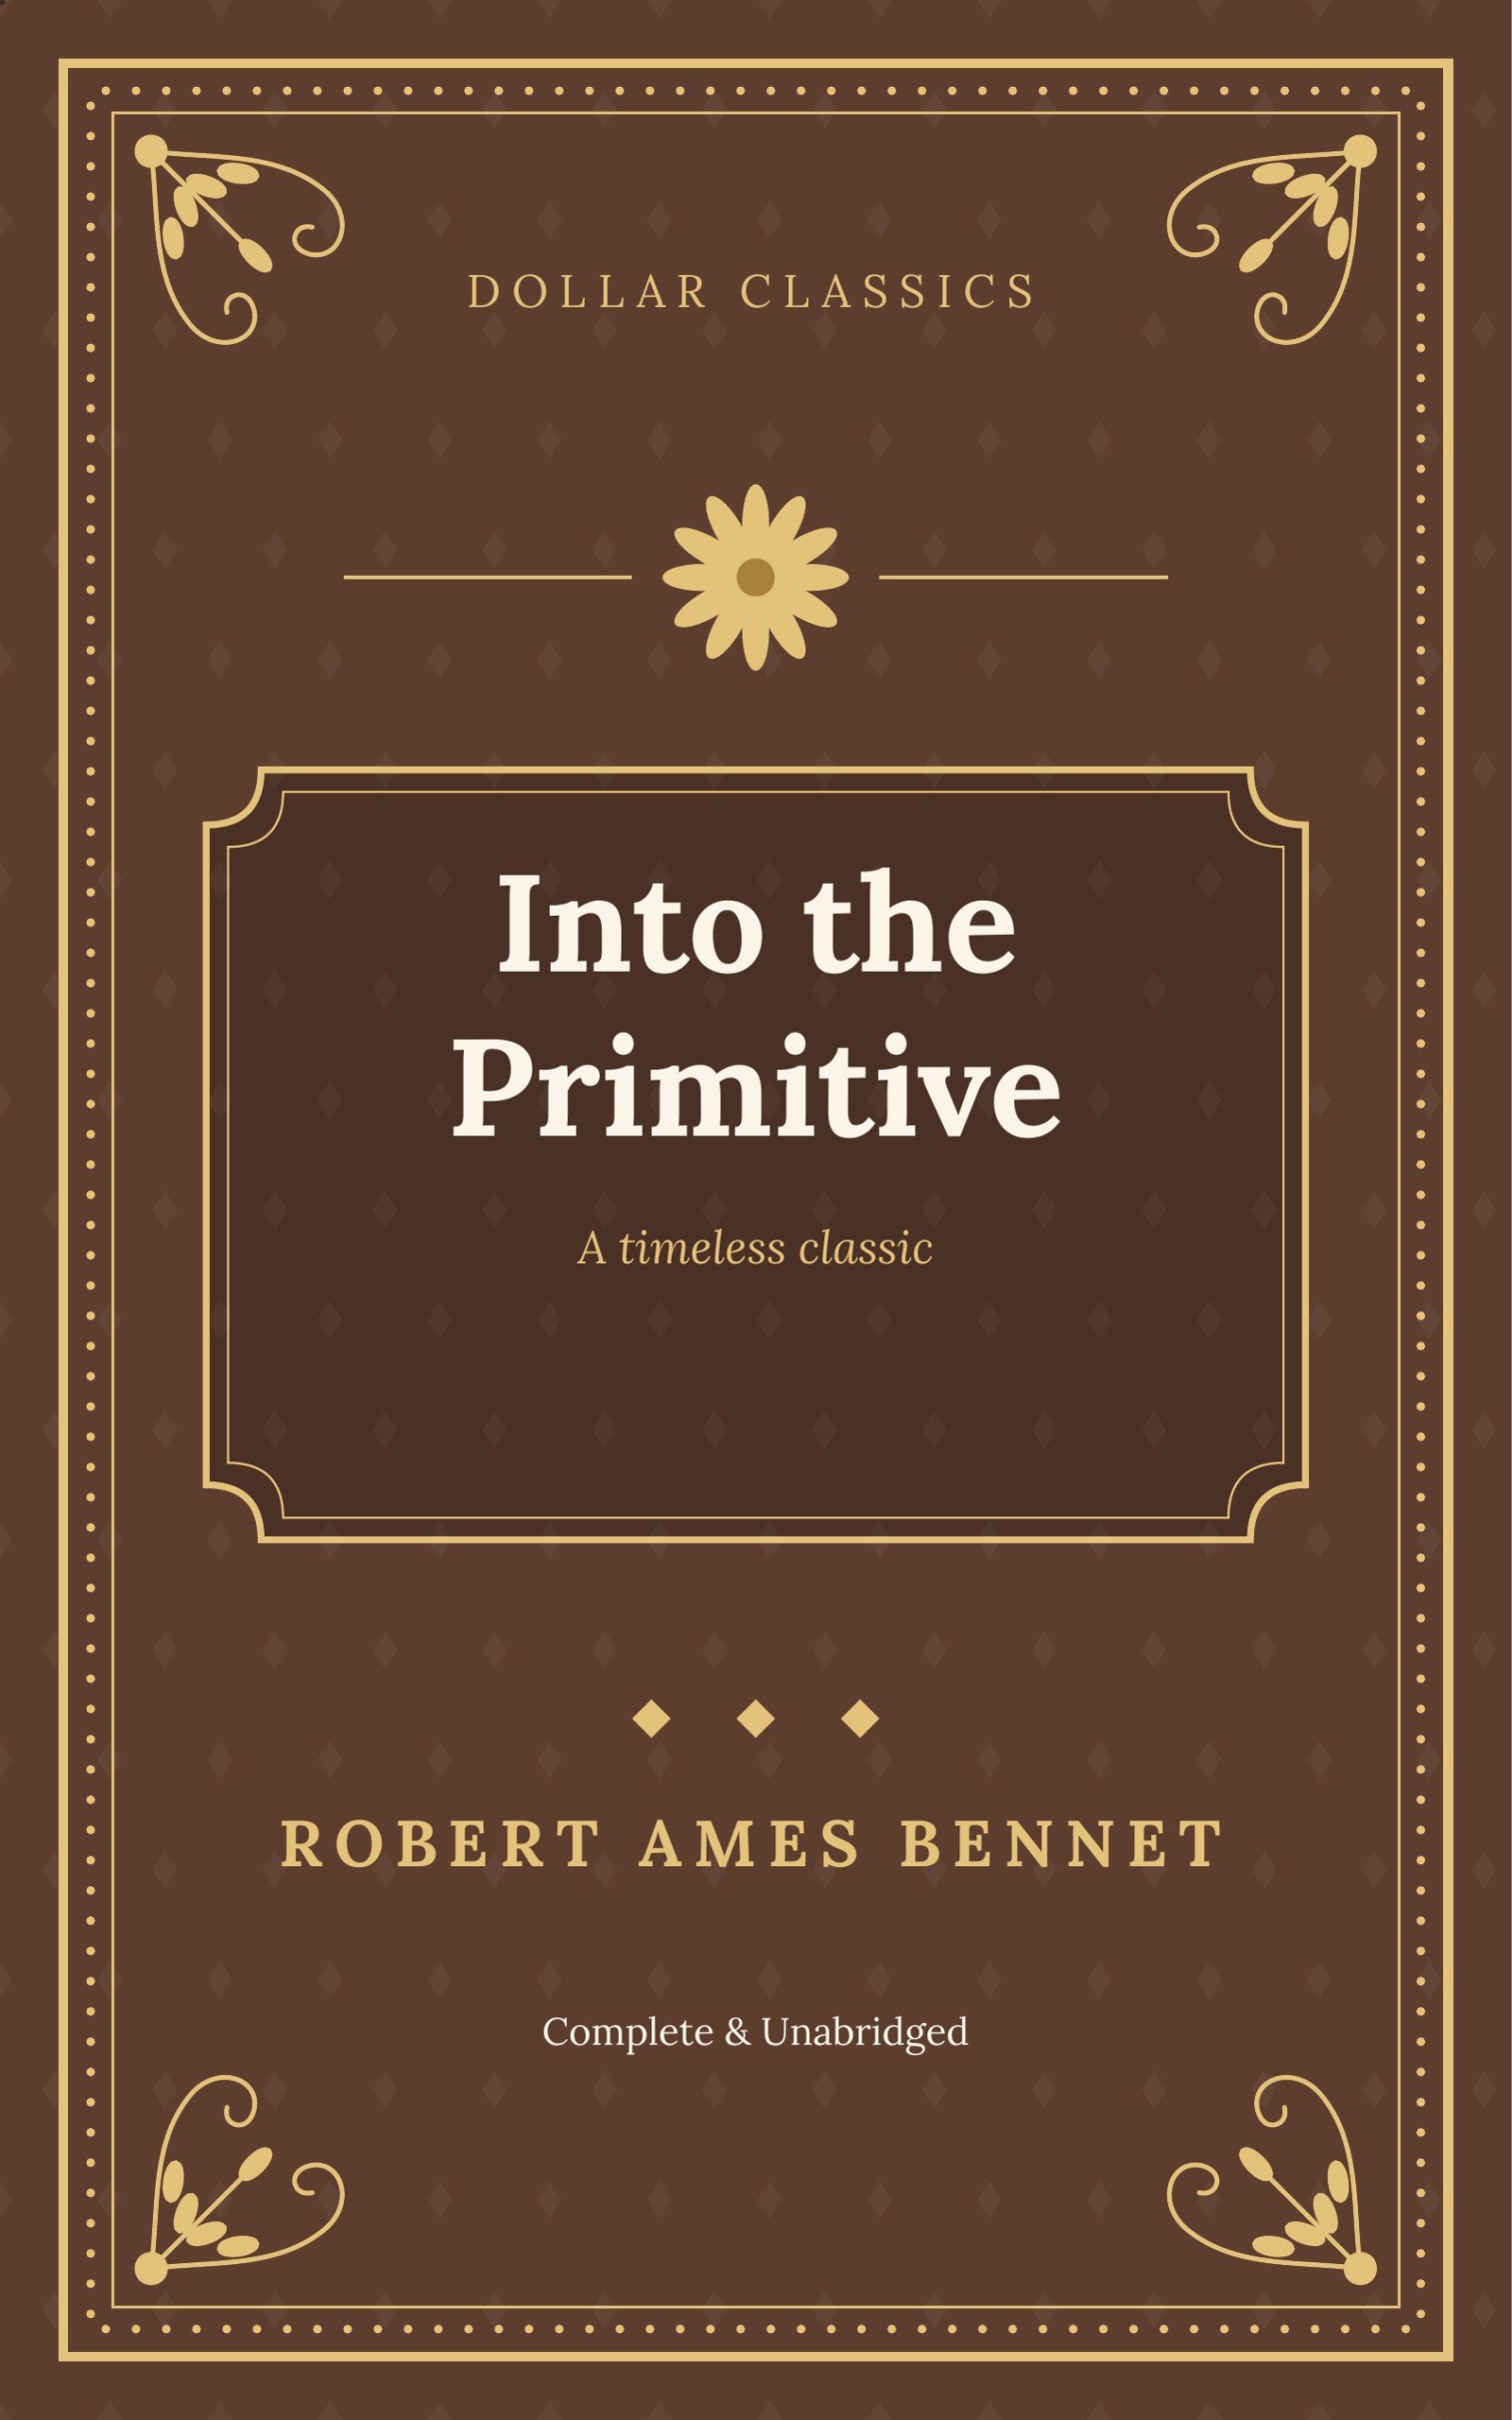 DOLLAR CLASSICS
Into the
Primitive
A timeless classic
ROBERT AMES BENNET
Complete & Unabridged